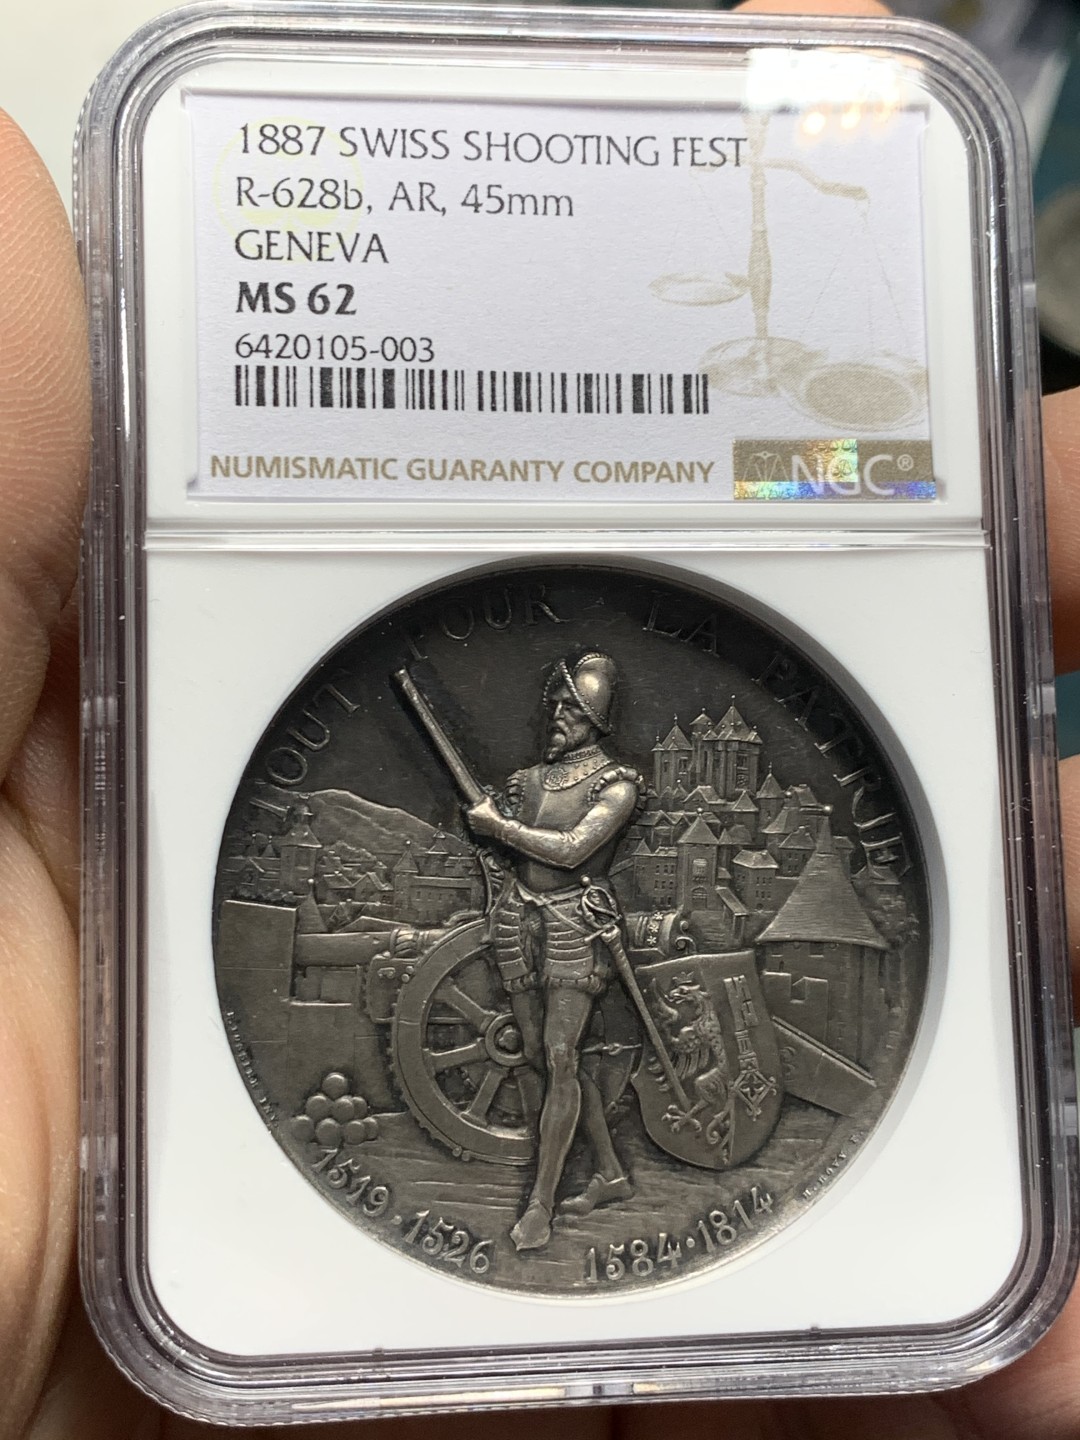 1887 SWISS SHOOTING FEST
R-628b, AR, 45mm
GENEVA
MS 62
6420105-003
NUMISMATIC GUARANTY COMPANY
NGC®
TOUT POUR LA PATRIE
1519 · 1526 1584 · 1814
H. BOVY F.